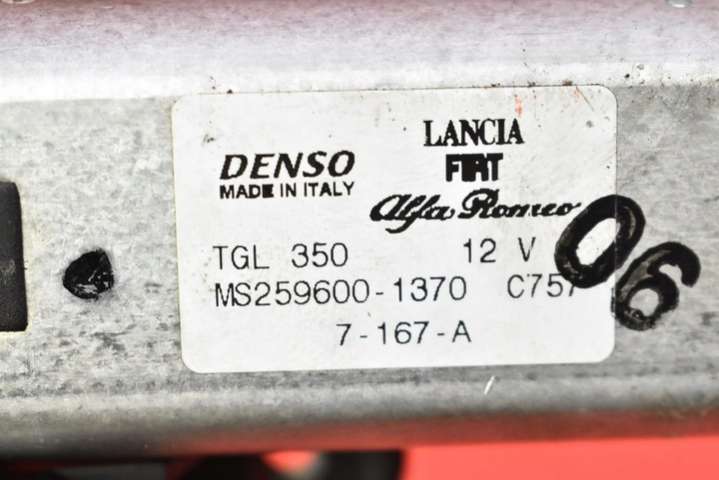 DENSO
MADE IN ITALY
LANCIA
FIAT
Alfa Romeo
TGL 350 12 V
MS259600-1370 C757
7-167-A
06